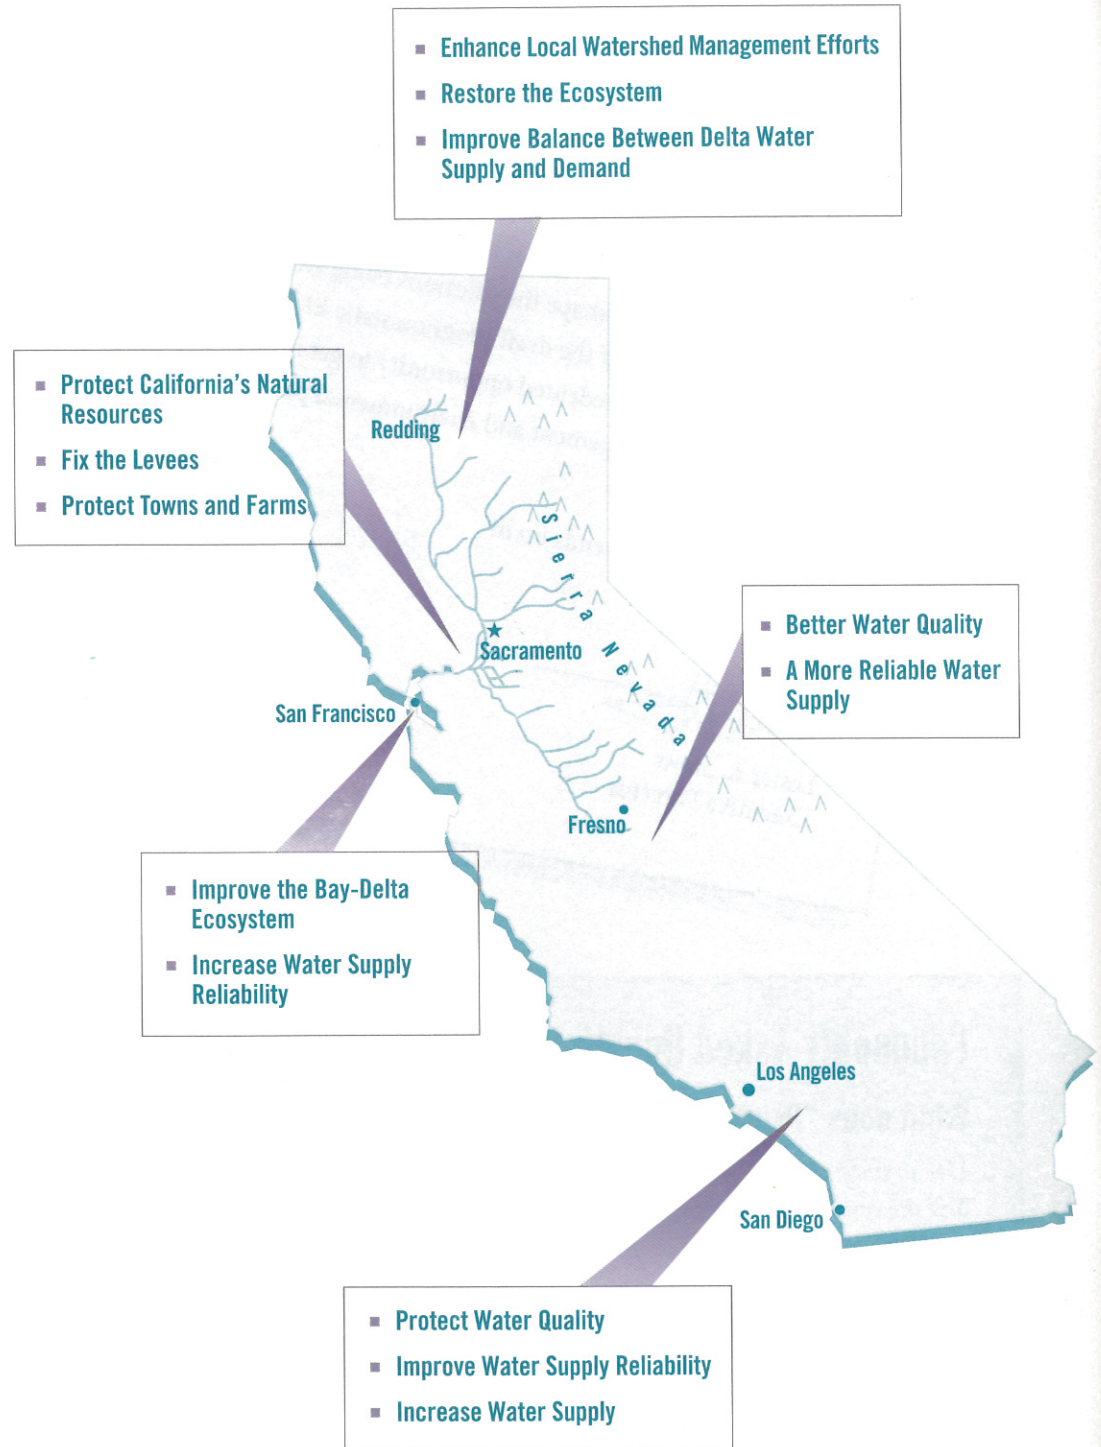 Enhance Local Watershed Management Efforts
Restore the Ecosystem
Improve Balance Between Delta Water
Supply and Demand
Protect California's Natural
Resources
Fix the Levees
Protect Towns and Farms
Redding
Sierra Nevada
Sacramento
San Francisco
Better Water Quality
A More Reliable Water
Supply
Fresno
Improve the Bay-Delta
Ecosystem
Increase Water Supply
Reliability
Los Angeles
San Diego
Protect Water Quality
Improve Water Supply Reliability
Increase Water Supply